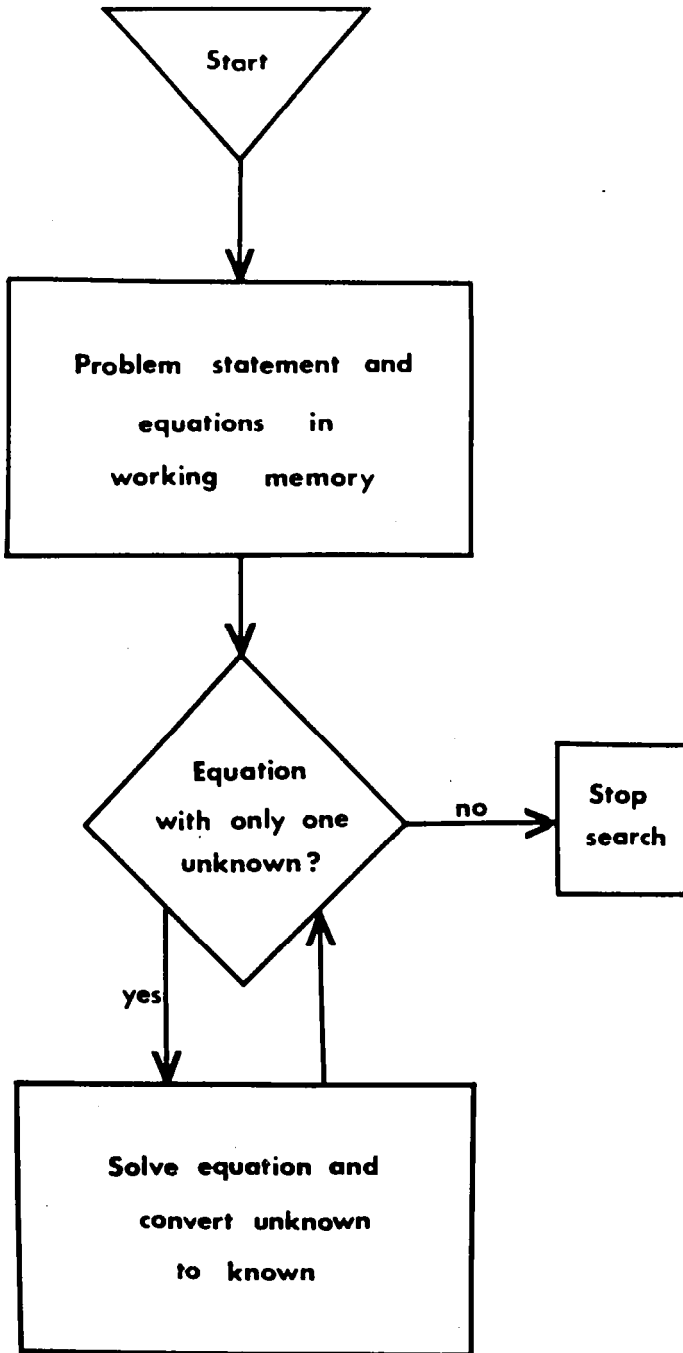 Start
Problem statement and
equations in
working memory
Equation
with only one
unknown?
no
Stop
search
yes
Solve equation and
convert unknown
to known